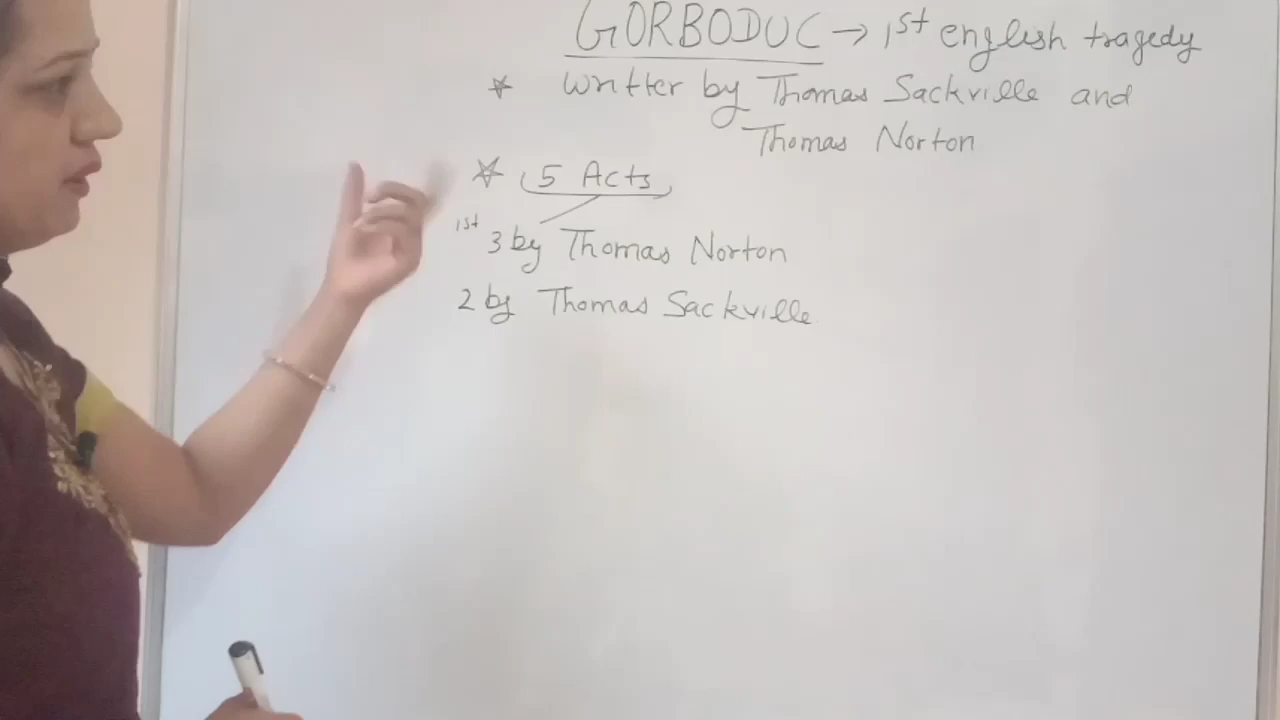 GORBODUC → 1st english tragedy
written by Thomas Sackville and
Thomas Norton
5 Acts
1st 3 by Thomas Norton
2 by Thomas Sackville